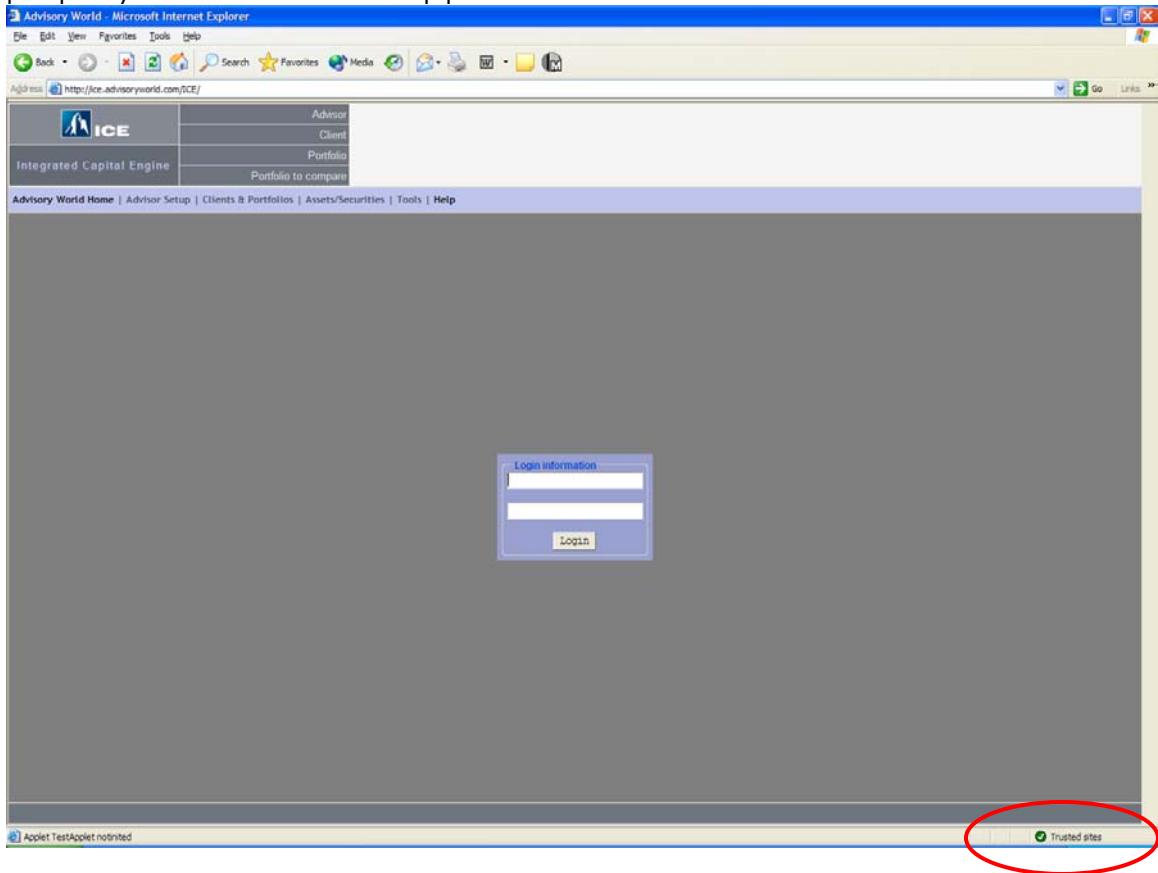 Advisory World - Microsoft Internet Explorer
File Edit View Favorites Tools Help
Back Search Favorites Media
Address http://ice.advisoryworld.com/ICE/ Go Links »
ICE
Integrated Capital Engine
Advisor
Client
Portfolio
Portfolio to compare
Advisory World Home | Advisor Setup | Clients & Portfolios | Assets/Securities | Tools | Help
Login information
Login
Applet TestApplet notinited Trusted sites